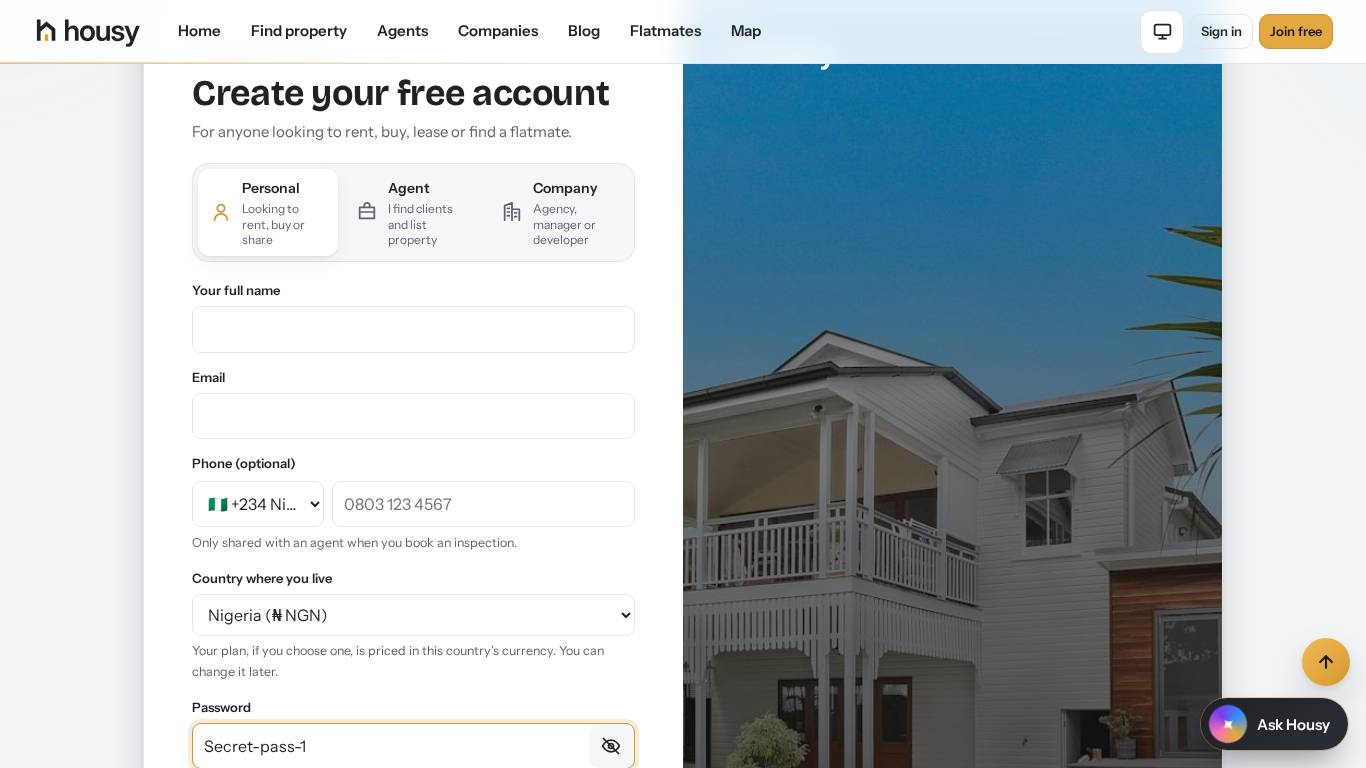 housy
Home Find property Agents Companies Blog Flatmates Map
Sign in
Join free
Create your free account
For anyone looking to rent, buy, lease or find a flatmate.
Personal
Looking to
rent, buy or
share
Agent
I find clients
and list
property
Company
Agency,
manager or
developer
Your full name
Email
Phone (optional)
+234 Ni...
0803 123 4567
Only shared with an agent when you book an inspection.
Country where you live
Nigeria (₦ NGN)
Your plan, if you choose one, is priced in this country's currency. You can
change it later.
Password
Secret-pass-1
Ask Housy